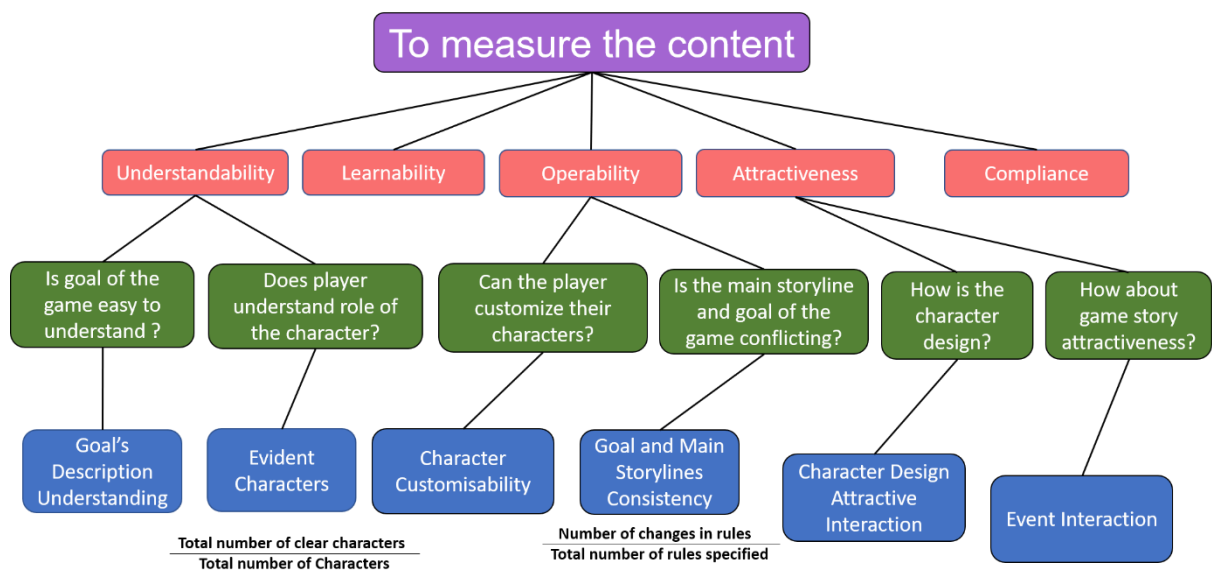 To measure the content
Understandability
Learnability
Operability
Attractiveness
Compliance
Is goal of the
game easy to
understand ?
Does player
understand role of
the character?
Can the player
customize their
characters?
Is the main storyline
and goal of the
game conflicting?
How is the
character
design?
How about
game story
attractiveness?
Goal’s
Description
Understanding
Evident
Characters
Character
Customisability
Goal and Main
Storylines
Consistency
Character Design
Attractive
Interaction
Event Interaction
Total number of clear characters
Total number of Characters
Number of changes in rules
Total number of rules specified